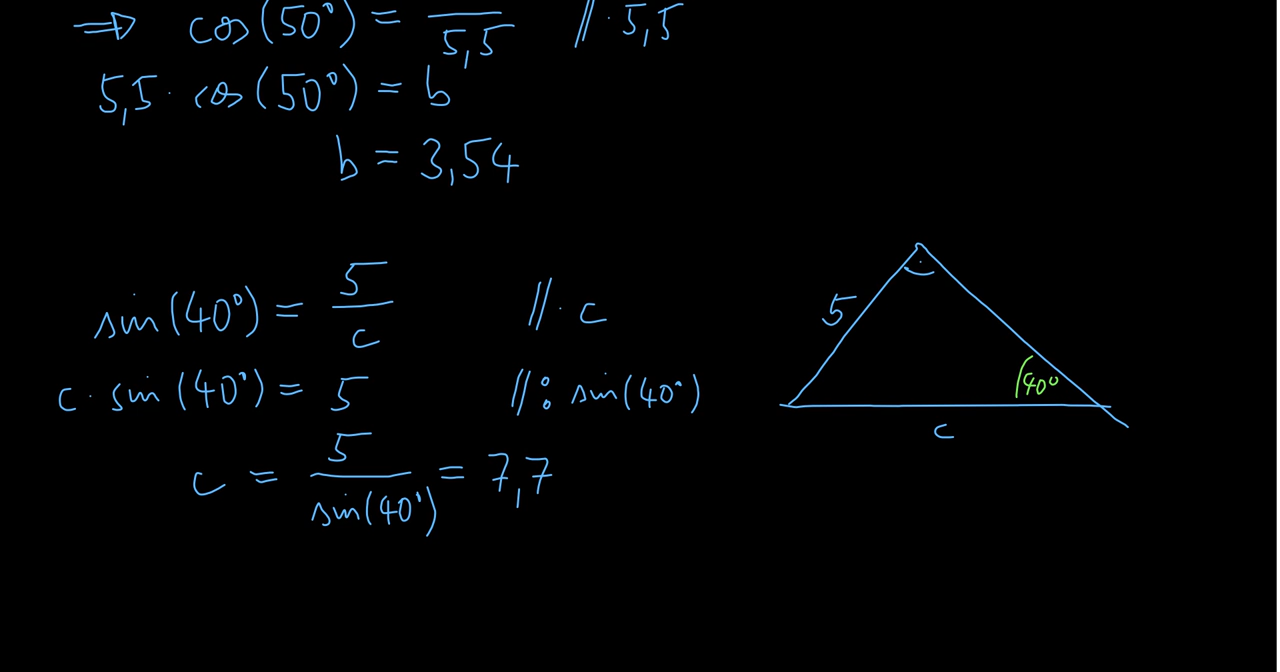 ⟹ cos(50°) = —/5,5 // · 5,5
5,5 · cos(50°) = b
b = 3,54
sin(40°) = 5/c // · c
c · sin(40°) = 5 // : sin(40°)
c = 5/sin(40°) = 7,7
5
40°
c